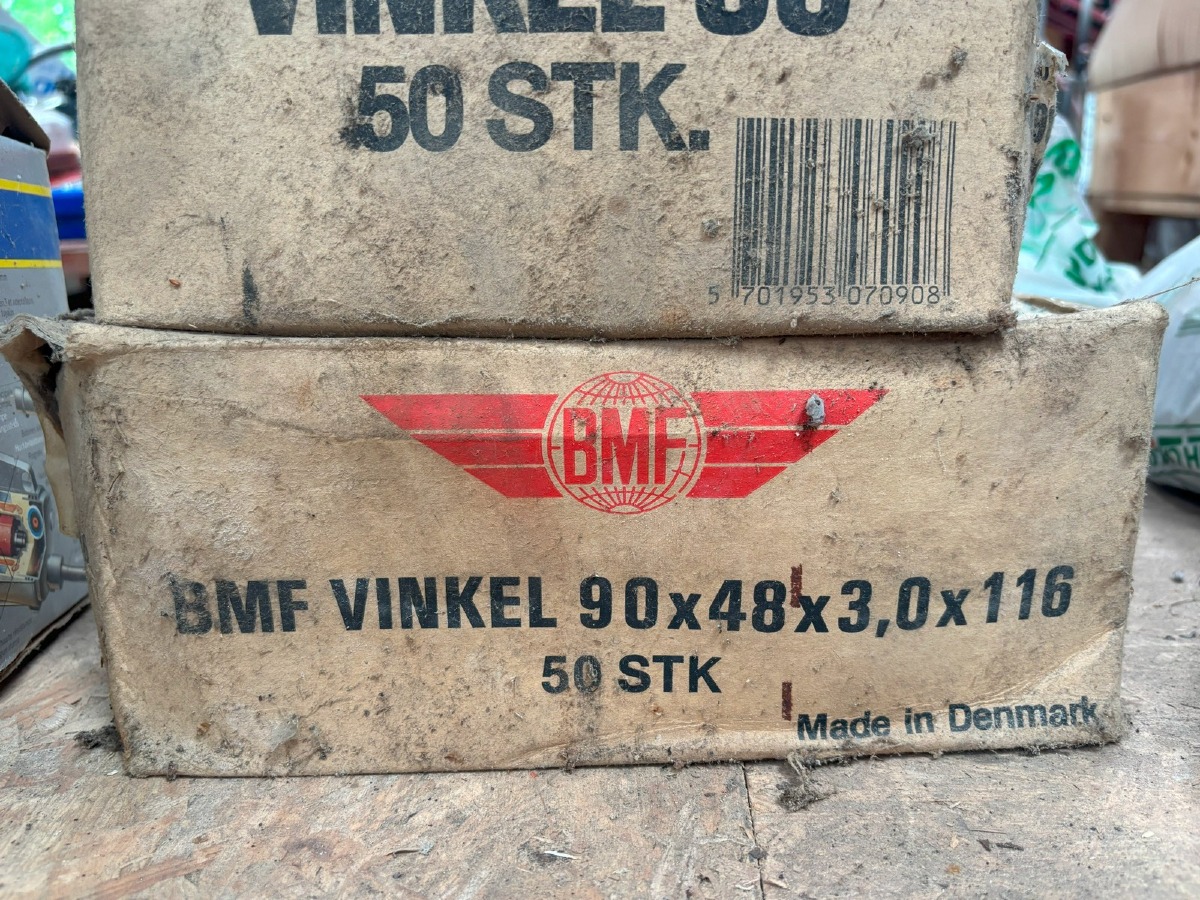 50 STK.
5 701953 070908
BMF
BMF VINKEL 90x48x3,0x116
50 STK
Made in Denmark